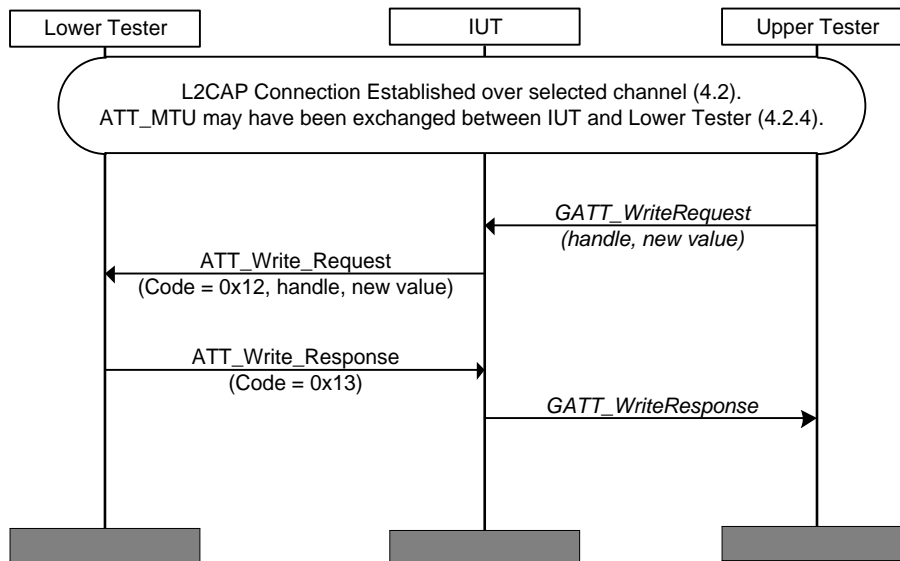 Lower Tester
IUT
Upper Tester
L2CAP Connection Established over selected channel (4.2).
ATT_MTU may have been exchanged between IUT and Lower Tester (4.2.4).
GATT_WriteRequest
(handle, new value)
ATT_Write_Request
(Code = 0x12, handle, new value)
ATT_Write_Response
(Code = 0x13)
GATT_WriteResponse